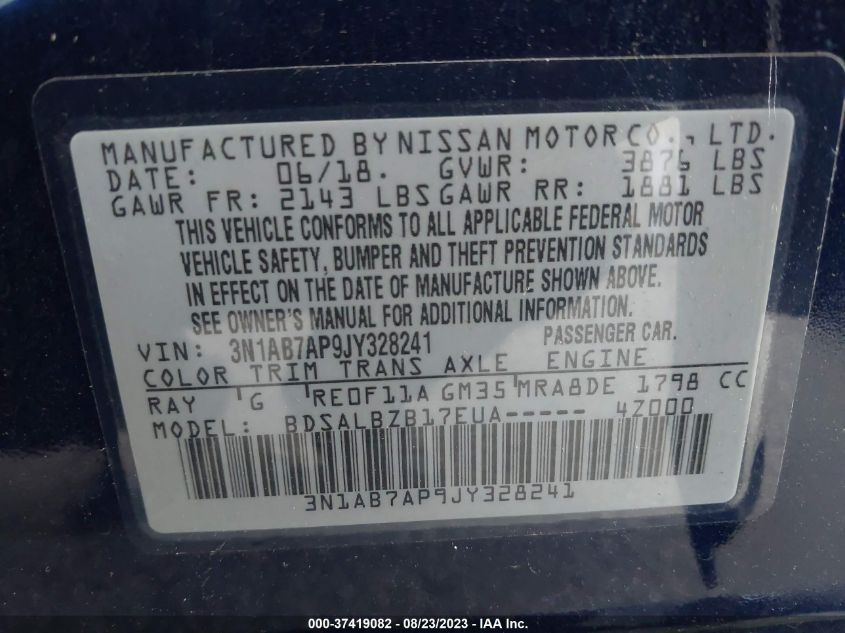 MANUFACTURED BY NISSAN MOTOR CO., LTD.
DATE: 06/18. GVWR: 3876 LBS
GAWR FR: 2143 LBS GAWR RR: 1881 LBS
THIS VEHICLE CONFORMS TO ALL APPLICABLE FEDERAL MOTOR
VEHICLE SAFETY, BUMPER AND THEFT PREVENTION STANDARDS
IN EFFECT ON THE DATE OF MANUFACTURE SHOWN ABOVE.
SEE OWNER'S MANUAL FOR ADDITIONAL INFORMATION.
VIN: 3N1AB7AP9JY328241 PASSENGER CAR.
COLOR TRIM TRANS AXLE ENGINE
RAY G RE0F11A GM35 MRA8DE 1798 CC
MODEL: BDSALBZB17EUA----- 4Z000
3N1AB7AP9JY328241
000-37419082 - 08/23/2023 - © IAA Holdings, LLC.